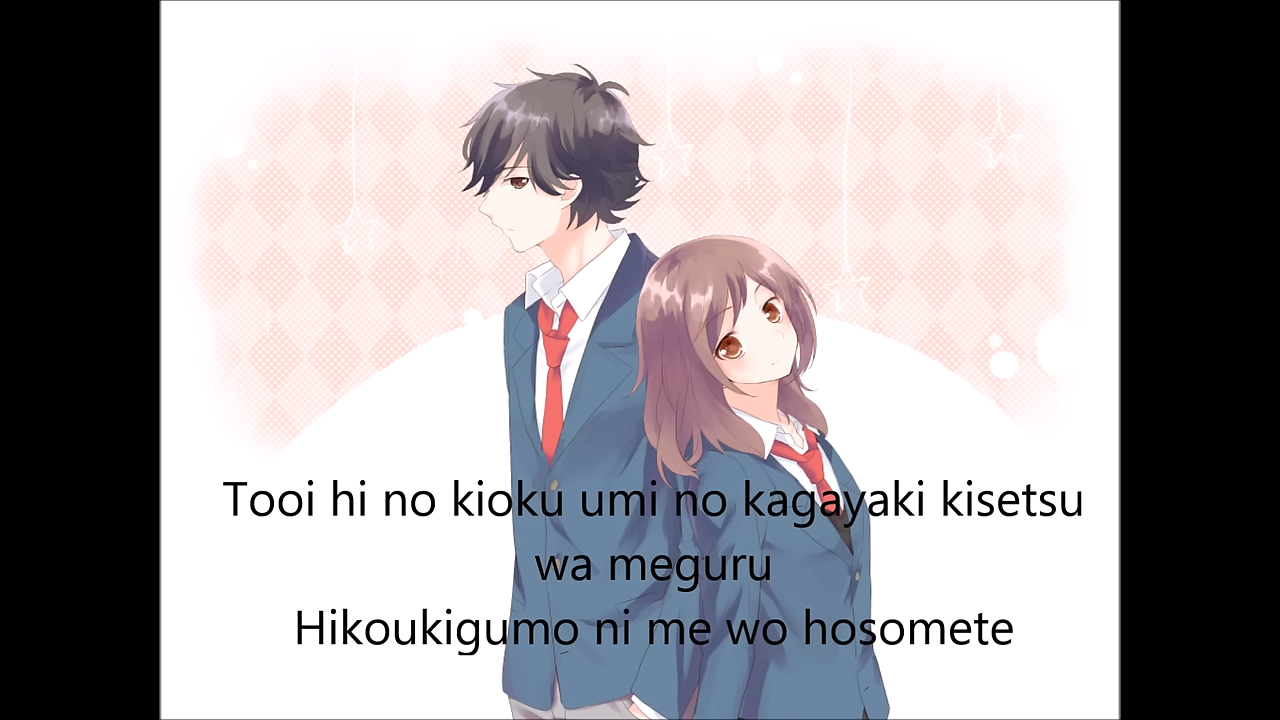 Tooi hi no kioku umi no kagayaki kisetsu
wa meguru
Hikoukigumo ni me wo hosomete